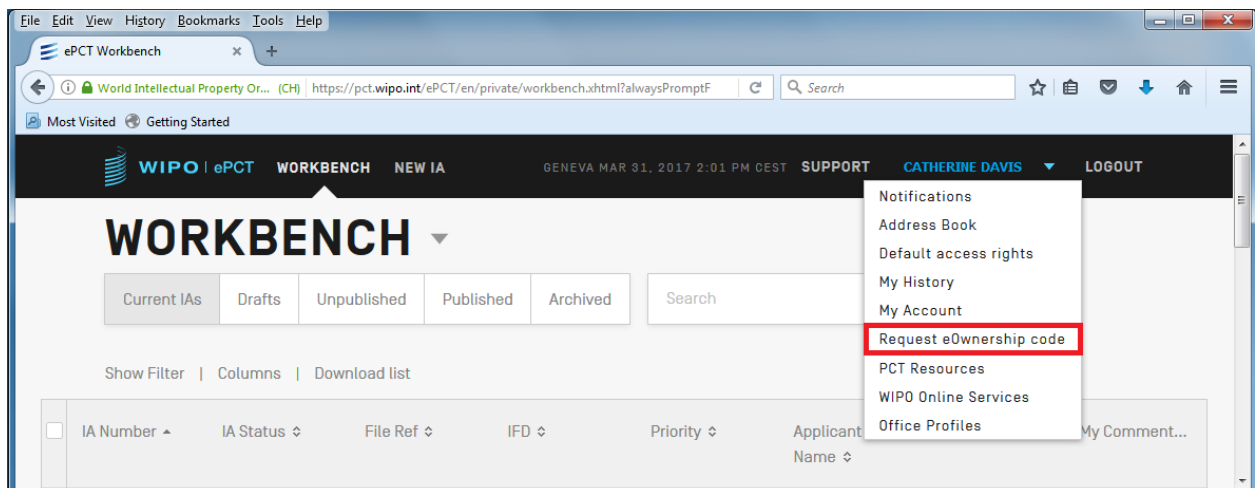 File Edit View History Bookmarks Tools Help
ePCT Workbench
World Intellectual Property Or... (CH) https://pct.wipo.int/ePCT/en/private/workbench.xhtml?alwaysPromptF Search
Most Visited Getting Started
WIPO | ePCT WORKBENCH NEW IA GENEVA MAR 31, 2017 2:01 PM CEST SUPPORT CATHERINE DAVIS LOGOUT
Notifications
Address Book
Default access rights
My History
My Account
Request eOwnership code
PCT Resources
WIPO Online Services
Office Profiles
WORKBENCH
Current IAs Drafts Unpublished Published Archived Search
Show Filter | Columns | Download list
IA Number IA Status File Ref IFD Priority Applicant My Comment...
Name